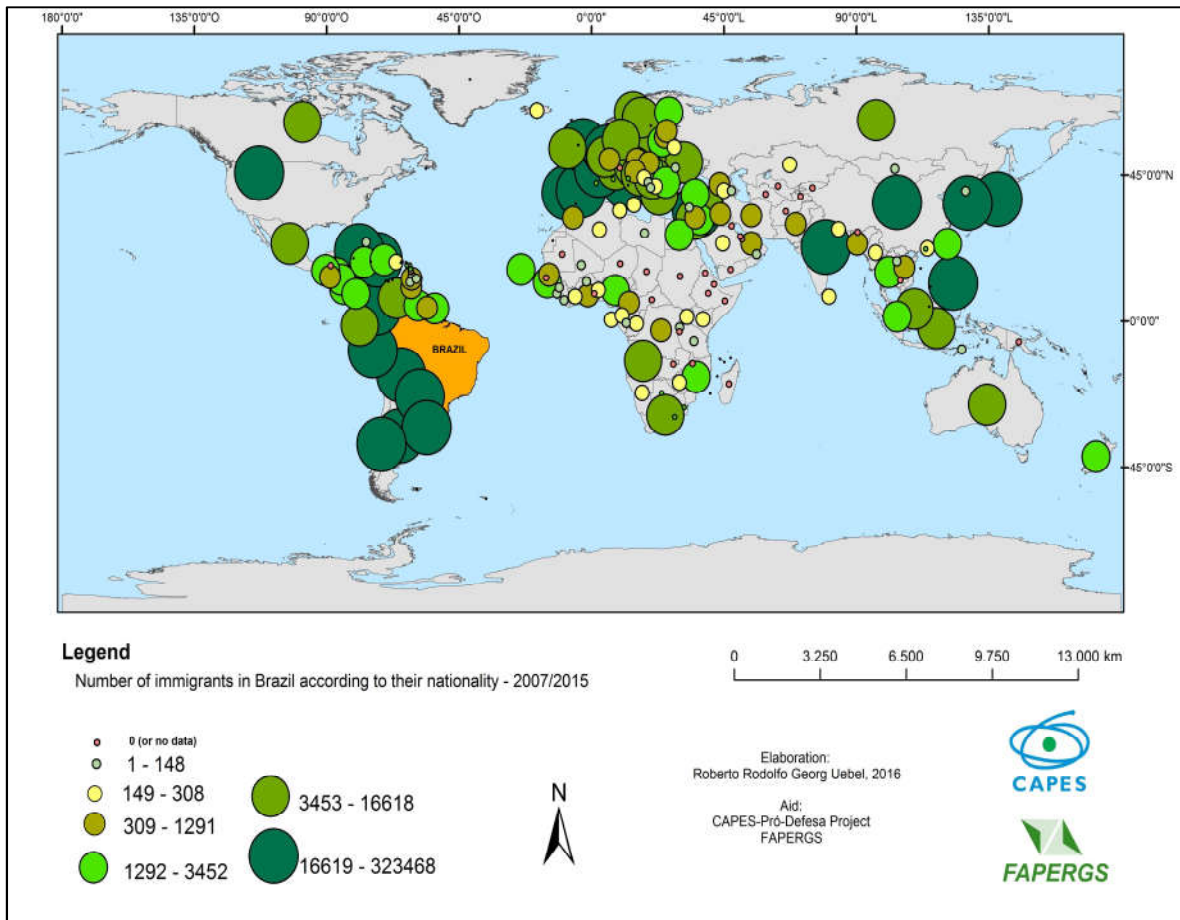 180°0'0" 135°0'0"W 90°0'0"W 45°0'0"W 0°0'0" 45°0'0"E 90°0'0"E 135°0'0"E
45°0'0"N
0°0'0"
45°0'0"S
BRAZIL
Legend
Number of immigrants in Brazil according to their nationality - 2007/2015
0 (or no data)
1 - 148
149 - 308
309 - 1291
1292 - 3452
3453 - 16618
16619 - 323468
N
0 3.250 6.500 9.750 13.000 km
Elaboration:
Roberto Rodolfo Georg Uebel, 2016
Aid:
CAPES-Pró-Defesa Project
FAPERGS
CAPES
FAPERGS